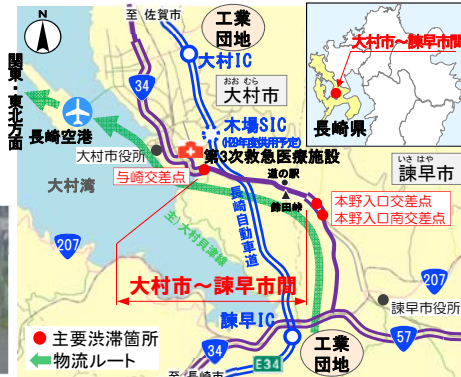 至 佐賀市
工業
団地
大村IC
34
おお むら
大村市
大村市～諫早市間
長崎県
関東・東北方面
長崎空港
木場SIC
(H29年度供用予定)
大村市役所
第3次救急医療施設
いさ はや
諫早市
道の駅
鈴田峠
与崎交差点
本野入口交差点
本野入口南交差点
大村湾
長崎自動車道
主)大村貝津線
207
大村市～諫早市間
207
諫早市役所
諫早IC
57
主要渋滞箇所
物流ルート
34
工業
団地
E34
至 長崎市